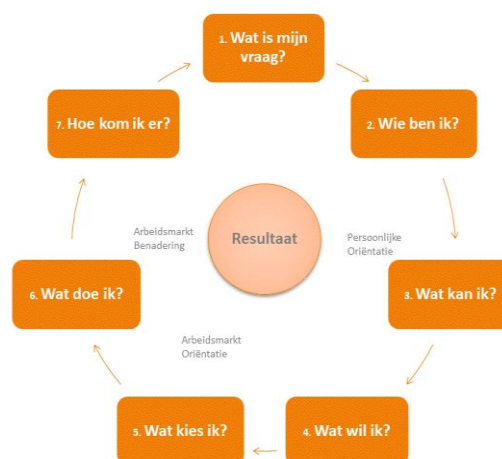 1. Wat is mijn
vraag?
2. Wie ben ik?
3. Wat kan ik?
4. Wat wil ik?
5. Wat kies ik?
6. Wat doe ik?
7. Hoe kom ik er?
Resultaat
Persoonlijke
Oriëntatie
Arbeidsmarkt
Oriëntatie
Arbeidsmarkt
Benadering